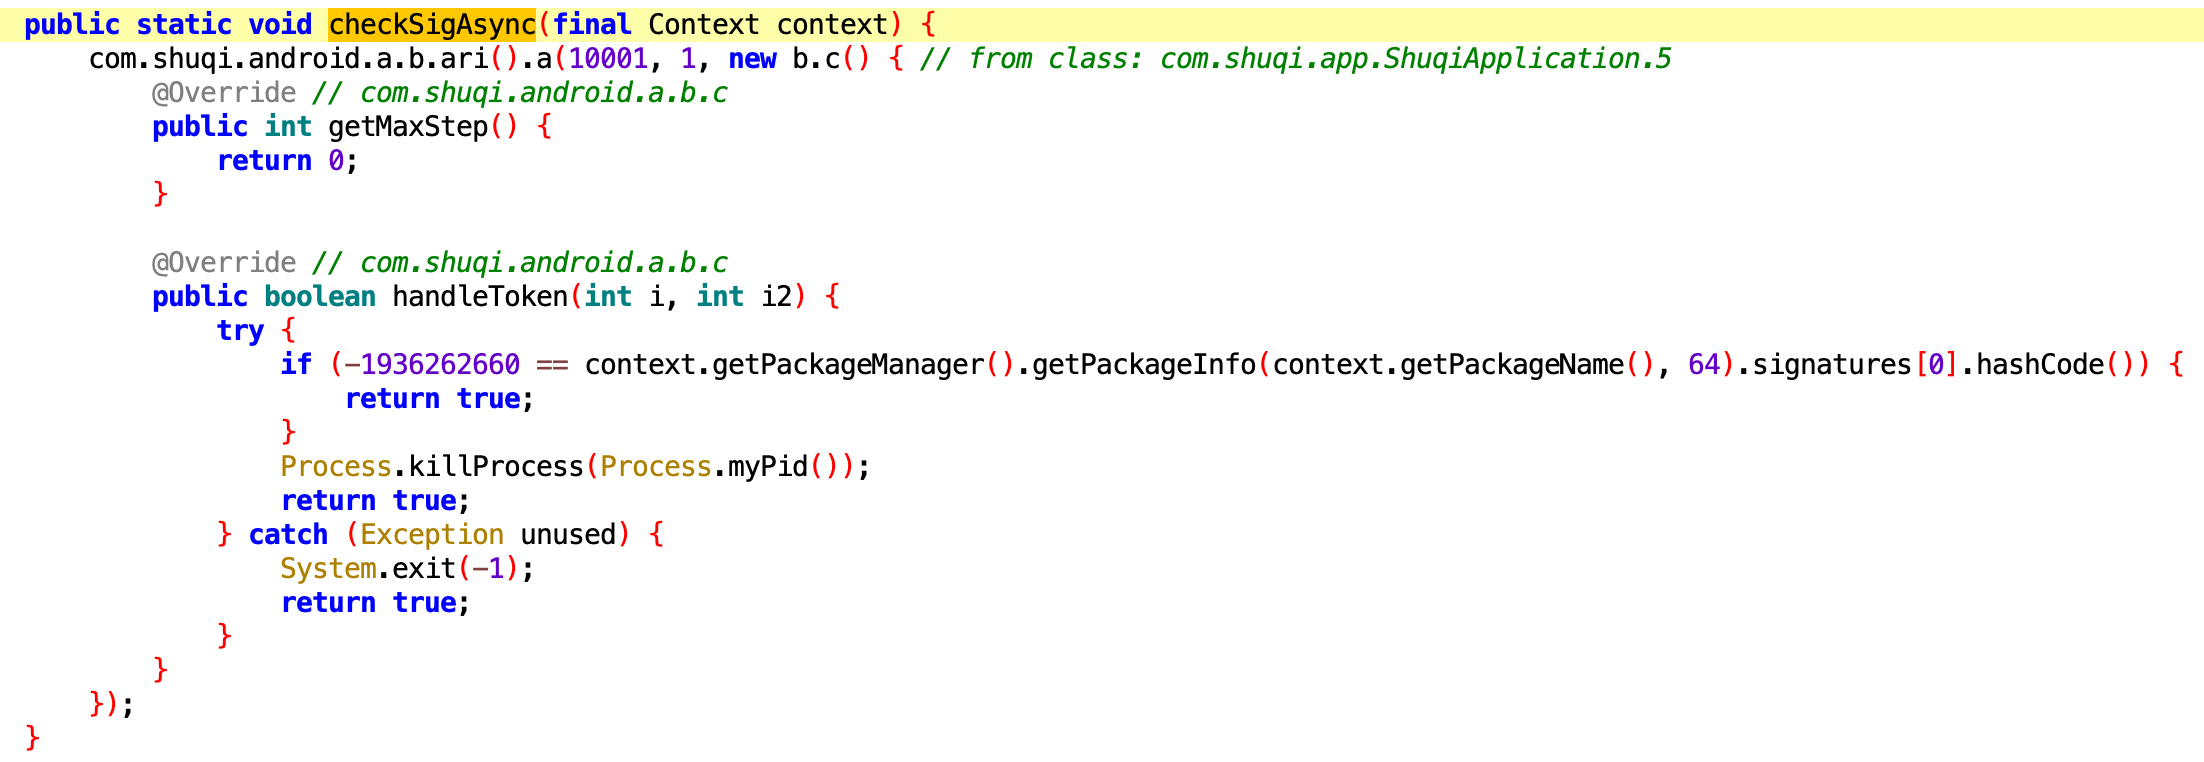 public static void checkSigAsync(final Context context) {
    com.shuqi.android.a.b.ari().a(10001, 1, new b.c() { // from class: com.shuqi.app.ShuqiApplication.5
        @Override // com.shuqi.android.a.b.c
        public int getMaxStep() {
            return 0;
        }

        @Override // com.shuqi.android.a.b.c
        public boolean handleToken(int i, int i2) {
            try {
                if (-1936262660 == context.getPackageManager().getPackageInfo(context.getPackageName(), 64).signatures[0].hashCode()) {
                    return true;
                }
                Process.killProcess(Process.myPid());
                return true;
            } catch (Exception unused) {
                System.exit(-1);
                return true;
            }
        }
    });
}